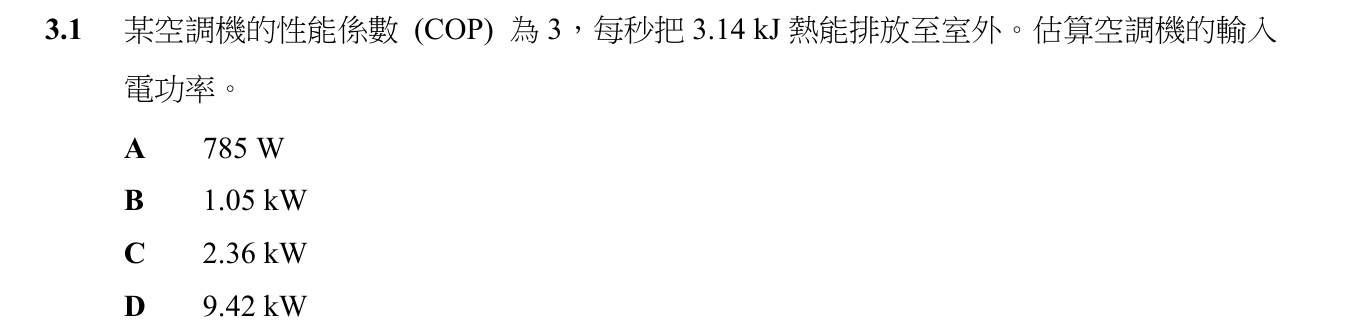 3.1 某空調機的性能係數 (COP) 為 3，每秒把 3.14 kJ 熱能排放至室外。估算空調機的輸入
電功率。
A 785 W
B 1.05 kW
C 2.36 kW
D 9.42 kW